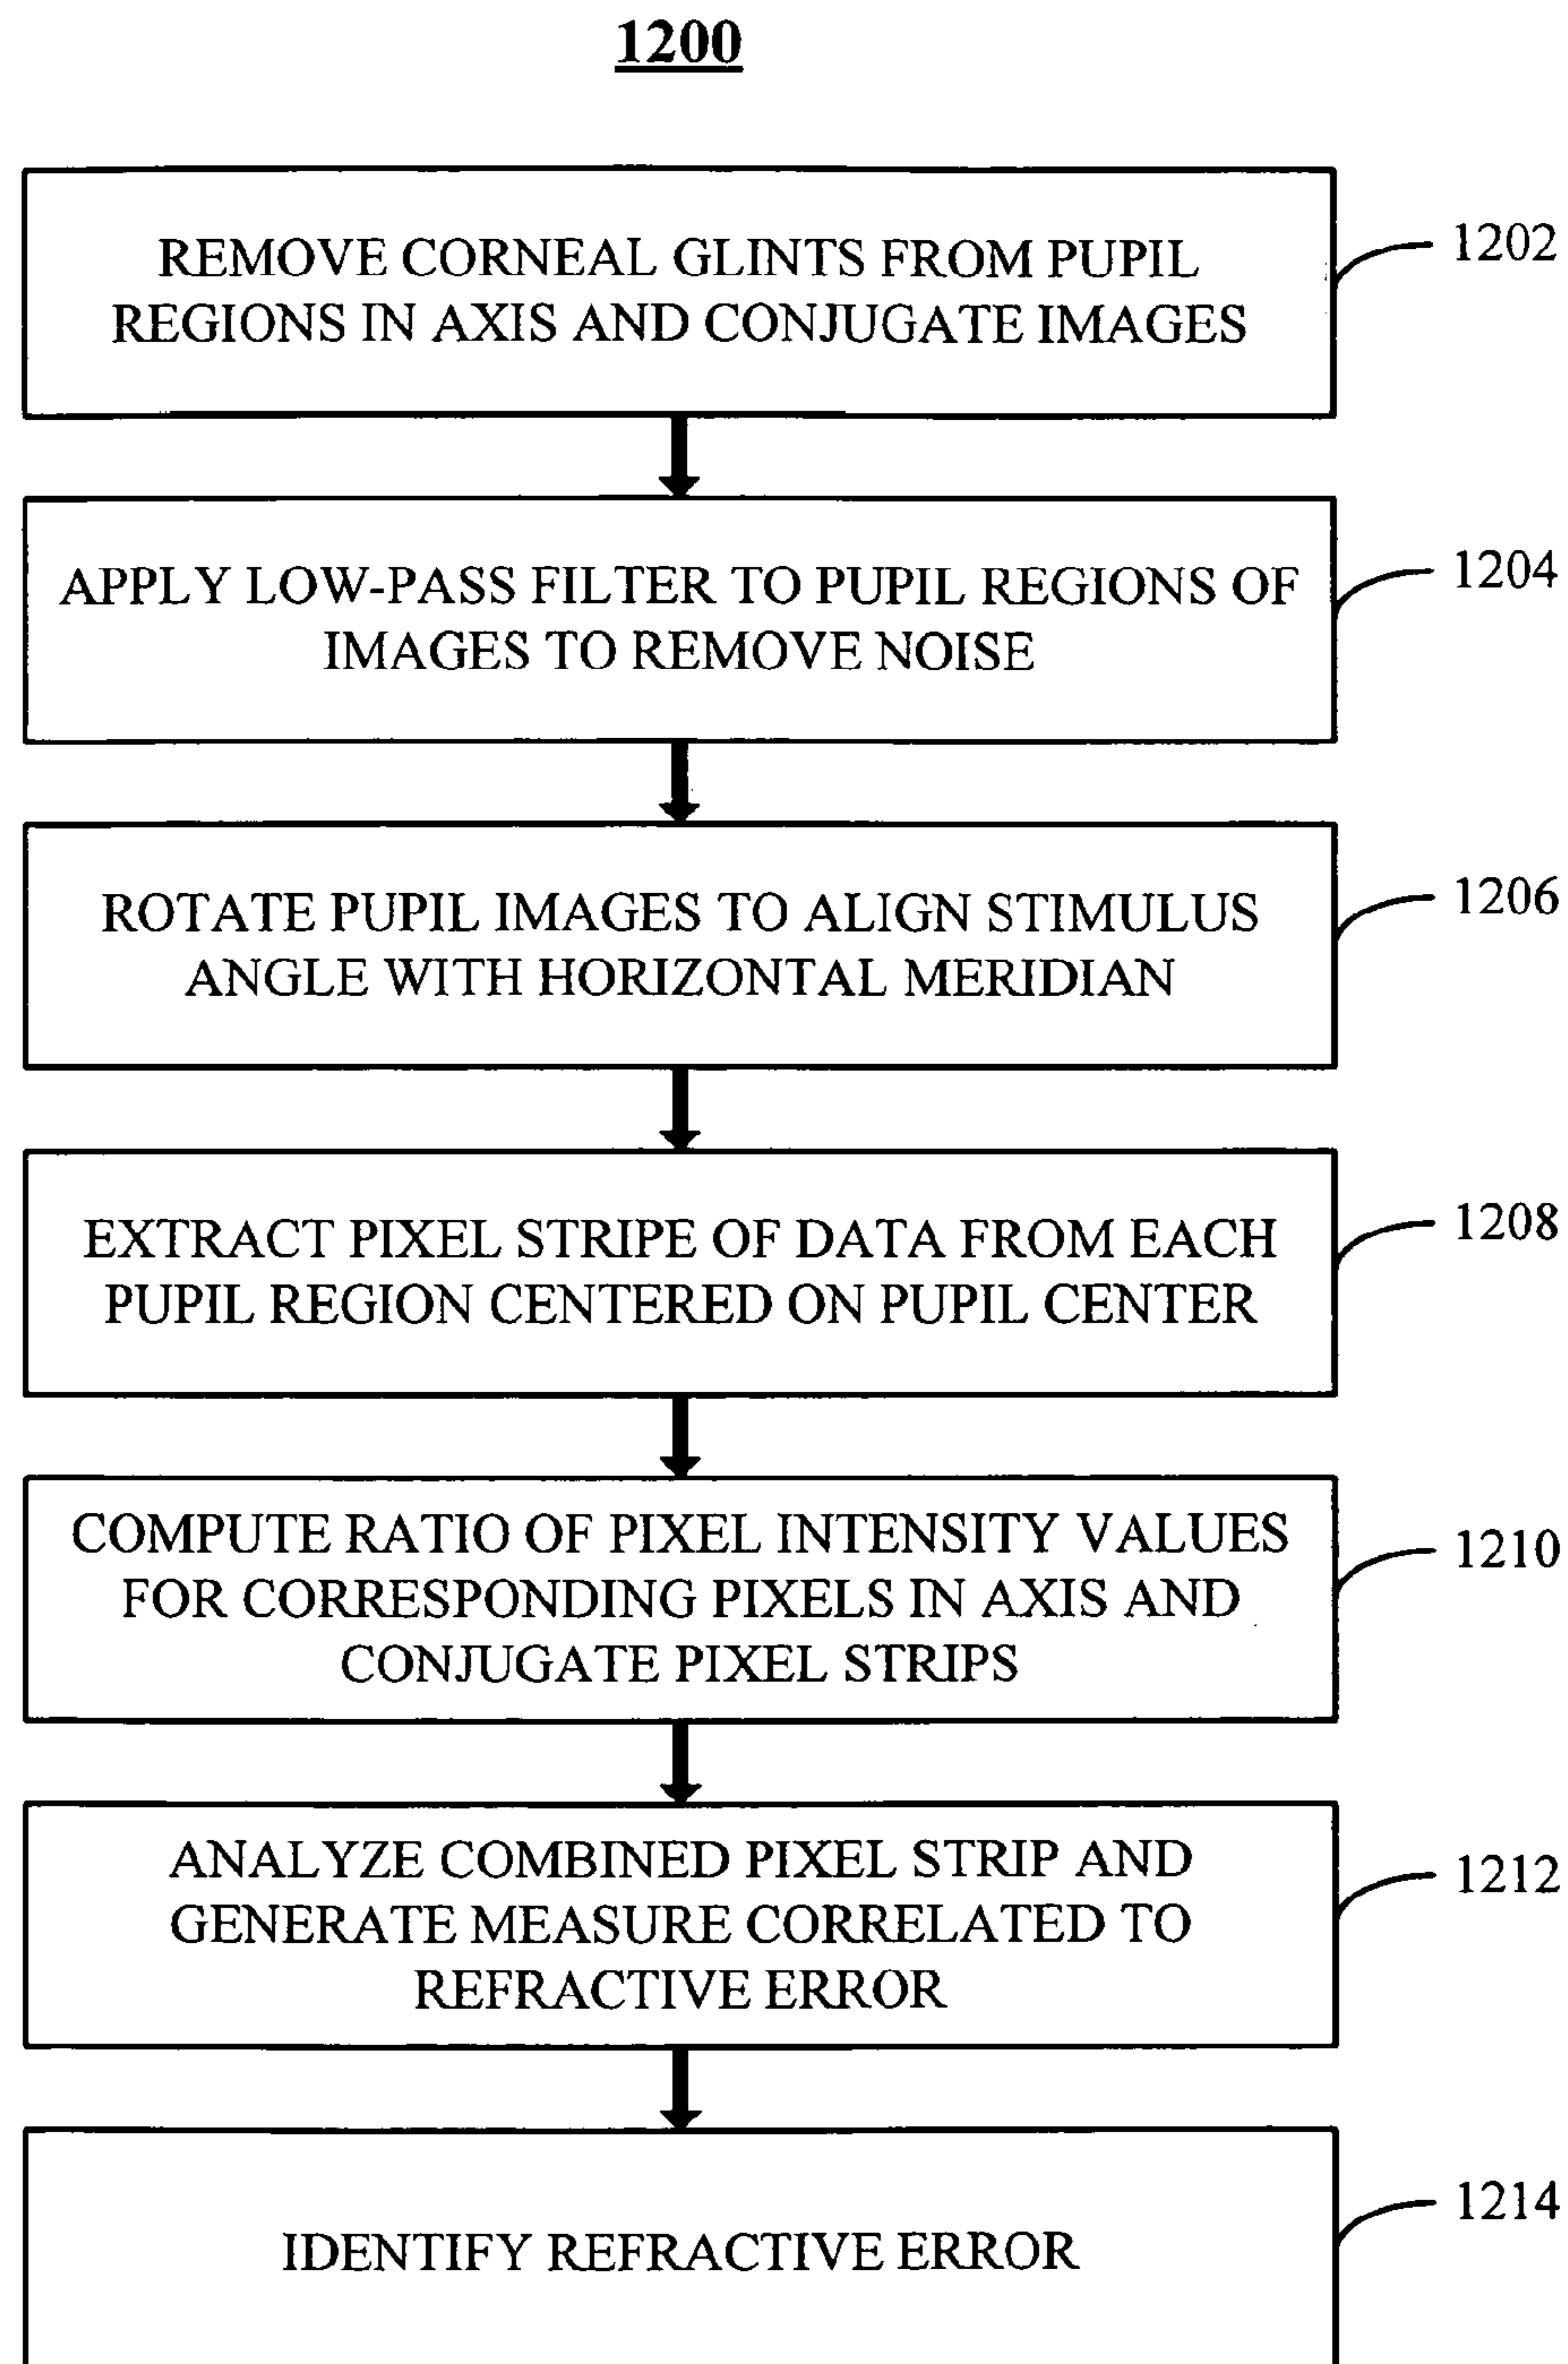 1200
REMOVE CORNEAL GLINTS FROM PUPIL
REGIONS IN AXIS AND CONJUGATE IMAGES
1202
APPLY LOW-PASS FILTER TO PUPIL REGIONS OF
IMAGES TO REMOVE NOISE
1204
ROTATE PUPIL IMAGES TO ALIGN STIMULUS
ANGLE WITH HORIZONTAL MERIDIAN
1206
EXTRACT PIXEL STRIPE OF DATA FROM EACH
PUPIL REGION CENTERED ON PUPIL CENTER
1208
COMPUTE RATIO OF PIXEL INTENSITY VALUES
FOR CORRESPONDING PIXELS IN AXIS AND
CONJUGATE PIXEL STRIPS
1210
ANALYZE COMBINED PIXEL STRIP AND
GENERATE MEASURE CORRELATED TO
REFRACTIVE ERROR
1212
IDENTIFY REFRACTIVE ERROR
1214